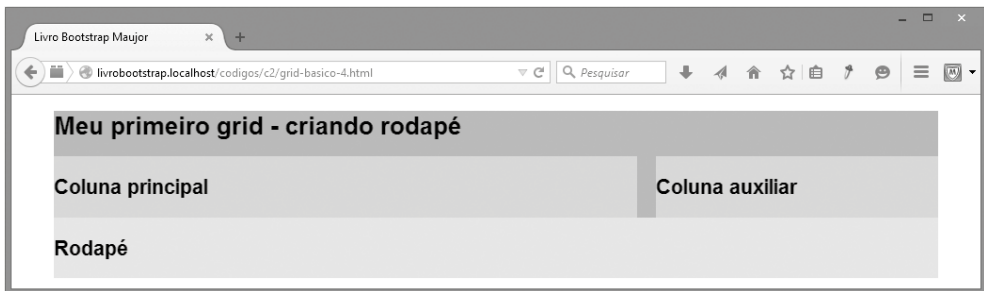 Livro Bootstrap Maujor
livrobootstrap.localhost/codigos/c2/grid-basico-4.html
Pesquisar
Meu primeiro grid - criando rodapé
Coluna principal
Coluna auxiliar
Rodapé